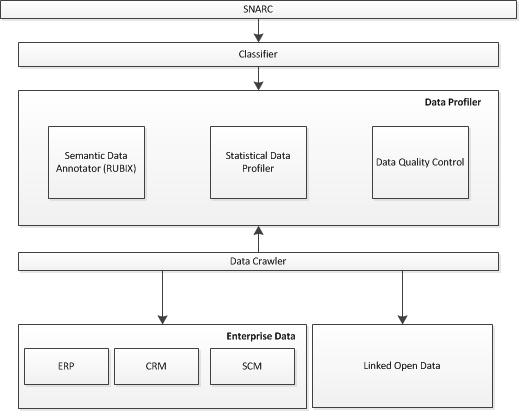 SNARC
Classifier
Data Profiler
Semantic Data
Annotator (RUBIX)
Statistical Data
Profiler
Data Quality Control
Data Crawler
Enterprise Data
ERP
CRM
SCM
Linked Open Data